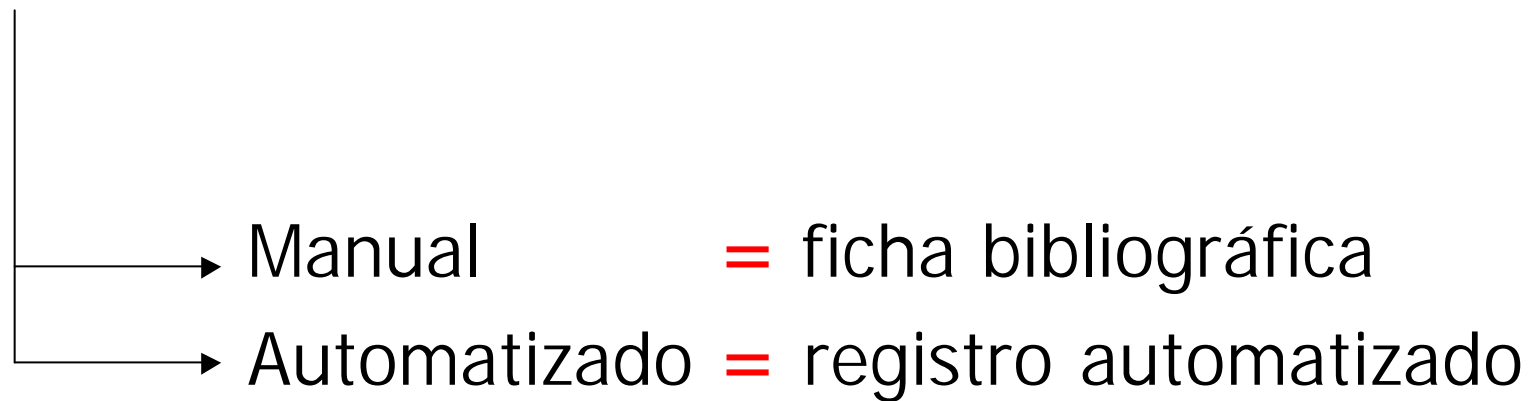 Manual = ficha bibliográfica
Automatizado = registro automatizado